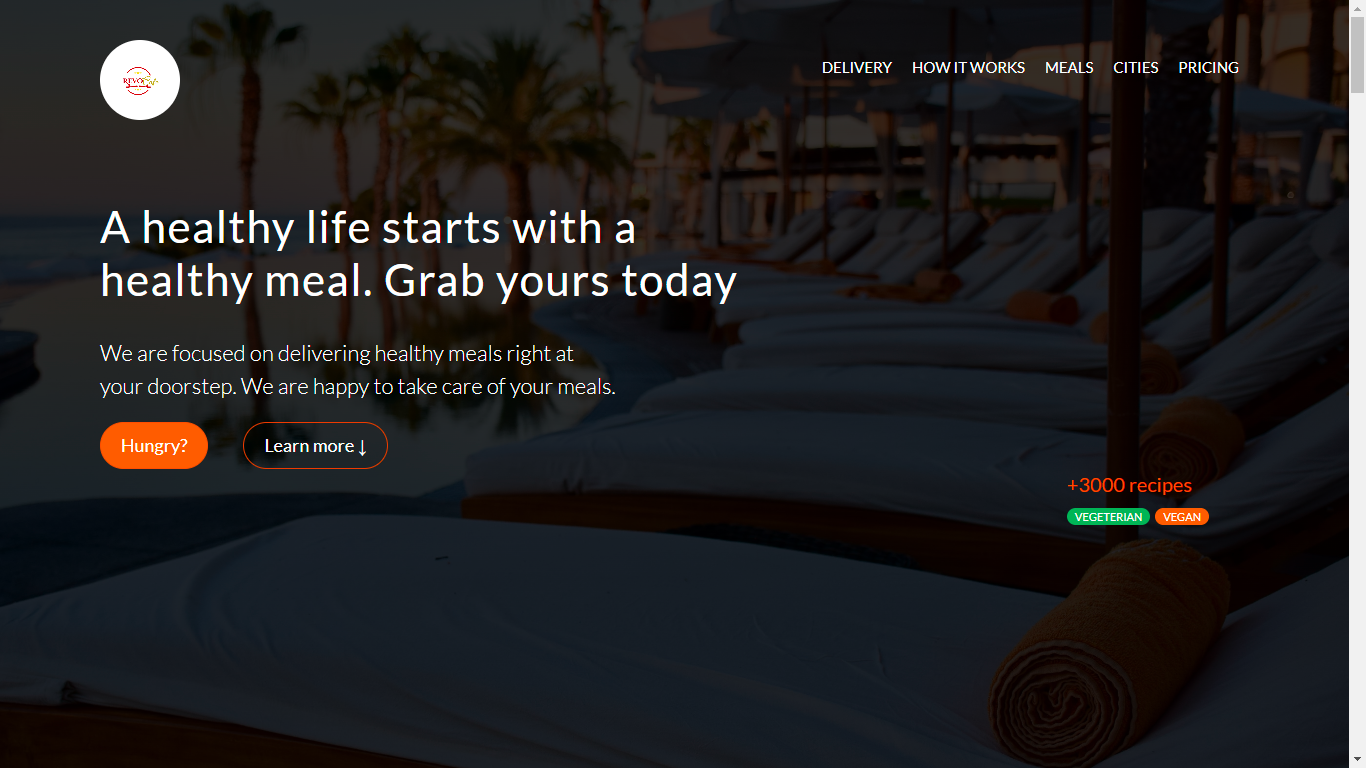 REVO
DELIVERY HOW IT WORKS MEALS CITIES PRICING
A healthy life starts with a
healthy meal. Grab yours today
We are focused on delivering healthy meals right at
your doorstep. We are happy to take care of your meals.
Hungry? Learn more ↓
+3000 recipes
VEGETERIAN VEGAN